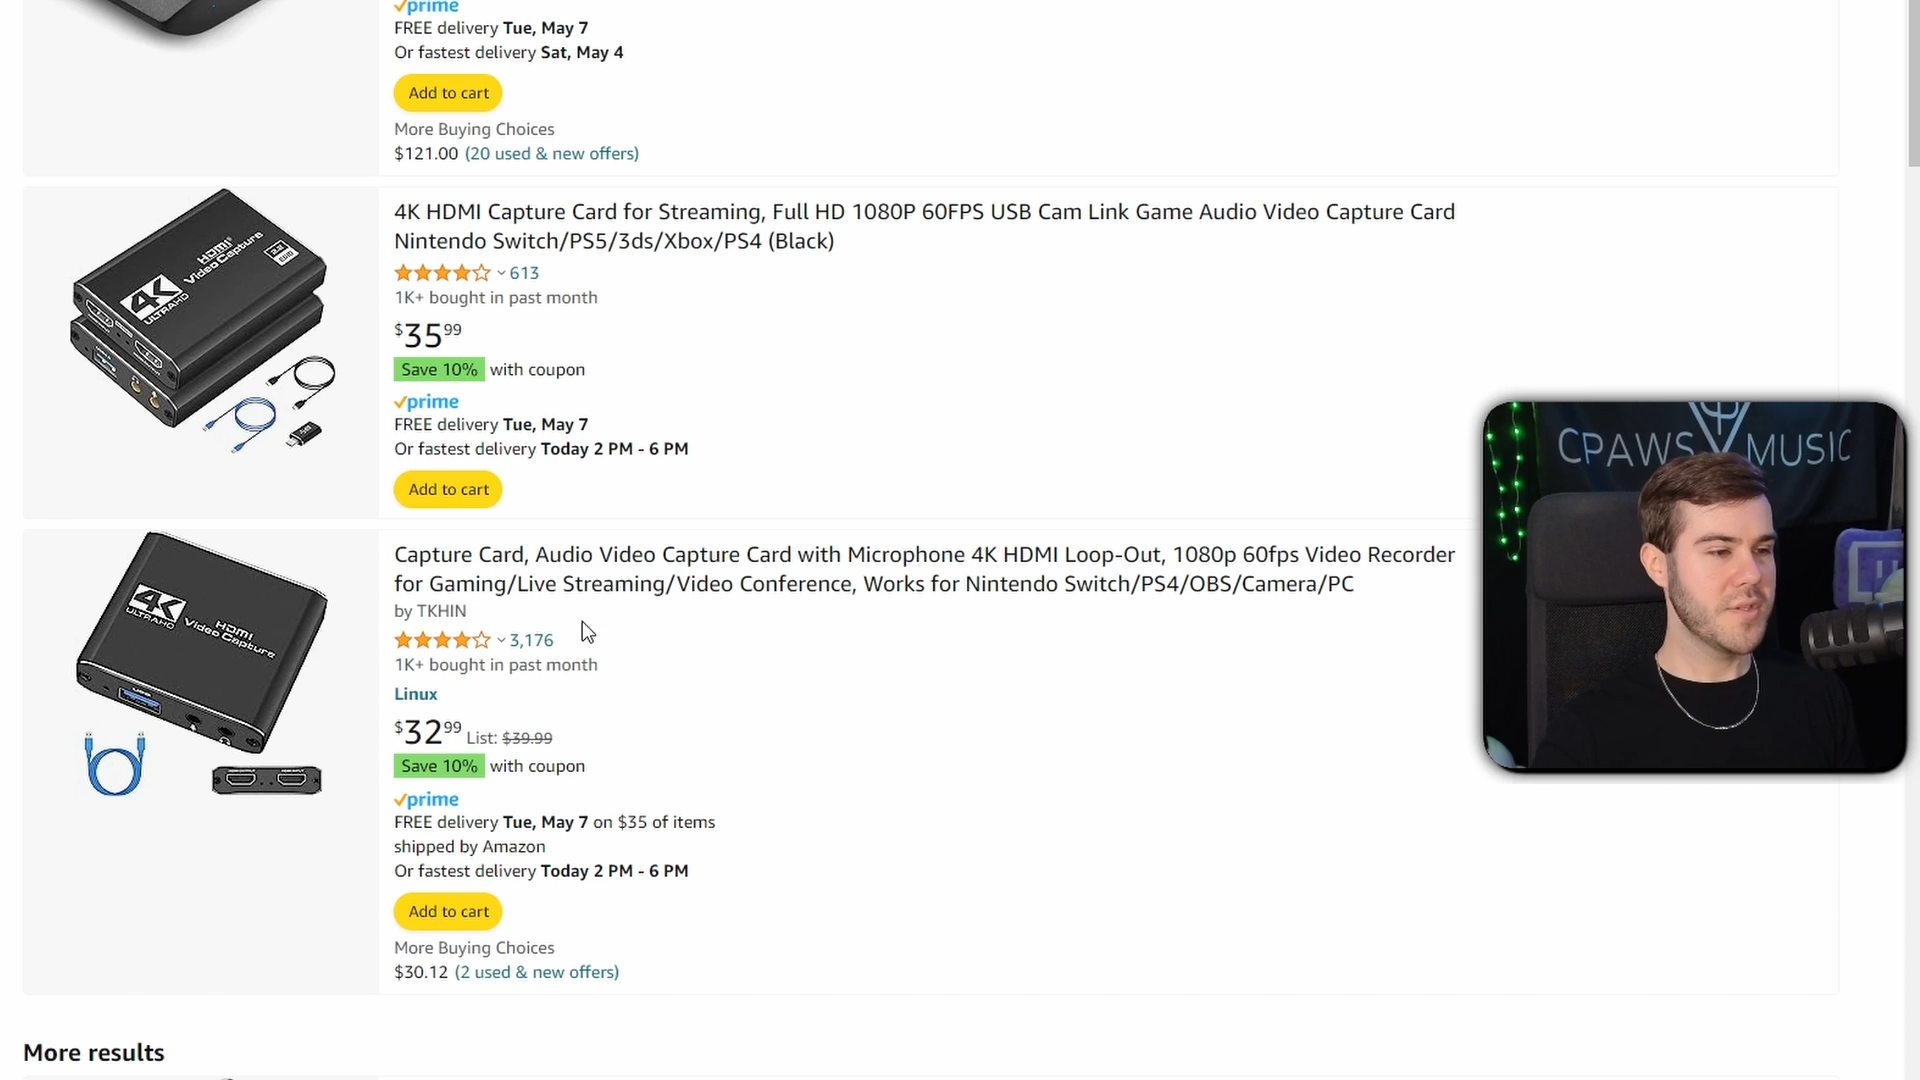 prime
FREE delivery Tue, May 7
Or fastest delivery Sat, May 4
Add to cart
More Buying Choices
$121.00 (20 used & new offers)
4K HDMI Capture Card for Streaming, Full HD 1080P 60FPS USB Cam Link Game Audio Video Capture Card
Nintendo Switch/PS5/3ds/Xbox/PS4 (Black)
613
1K+ bought in past month
$35.99
Save 10% with coupon
prime
FREE delivery Tue, May 7
Or fastest delivery Today 2 PM - 6 PM
Add to cart
HDMI
Video Capture
4K
ULTRAHD
CPAWS MUSIC
Capture Card, Audio Video Capture Card with Microphone 4K HDMI Loop-Out, 1080p 60fps Video Recorder
for Gaming/Live Streaming/Video Conference, Works for Nintendo Switch/PS4/OBS/Camera/PC
by TKHIN
3,176
1K+ bought in past month
Linux
$32.99 List: $39.99
Save 10% with coupon
prime
FREE delivery Tue, May 7 on $35 of items
shipped by Amazon
Or fastest delivery Today 2 PM - 6 PM
Add to cart
More Buying Choices
$30.12 (2 used & new offers)
4K
ULTRAHD
HDMI
Video Capture
More results